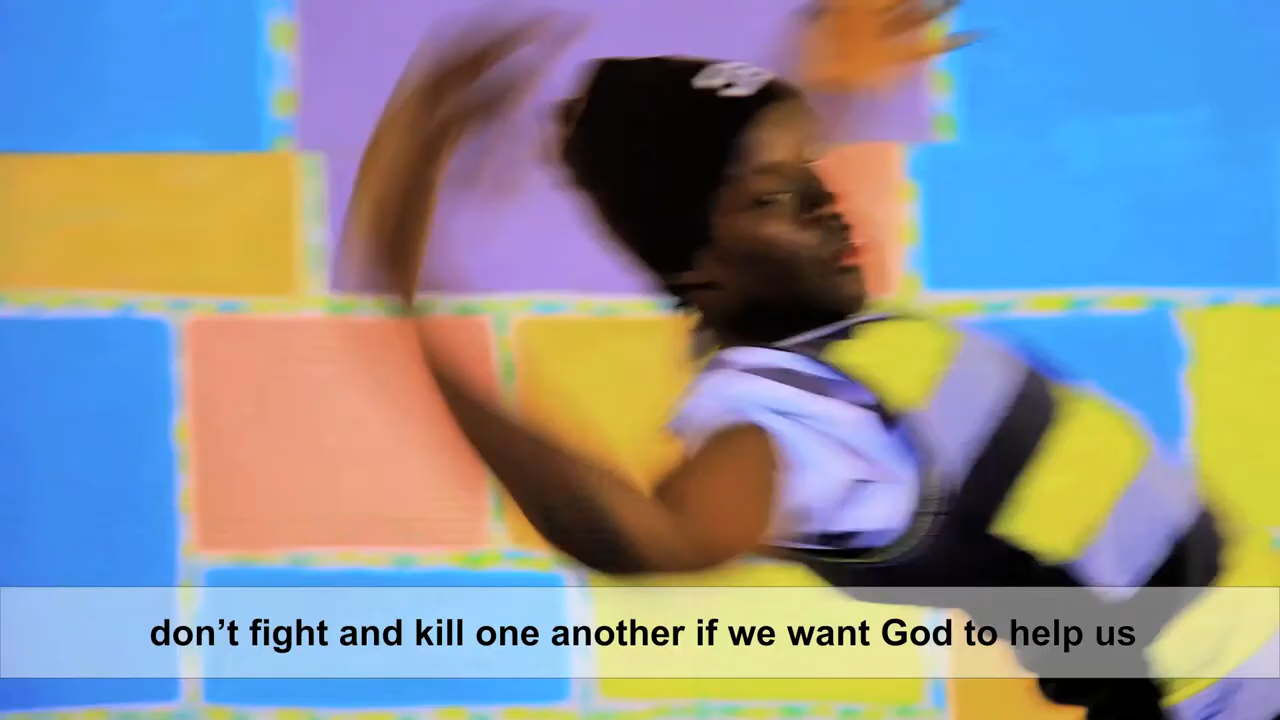 don’t fight and kill one another if we want God to help us